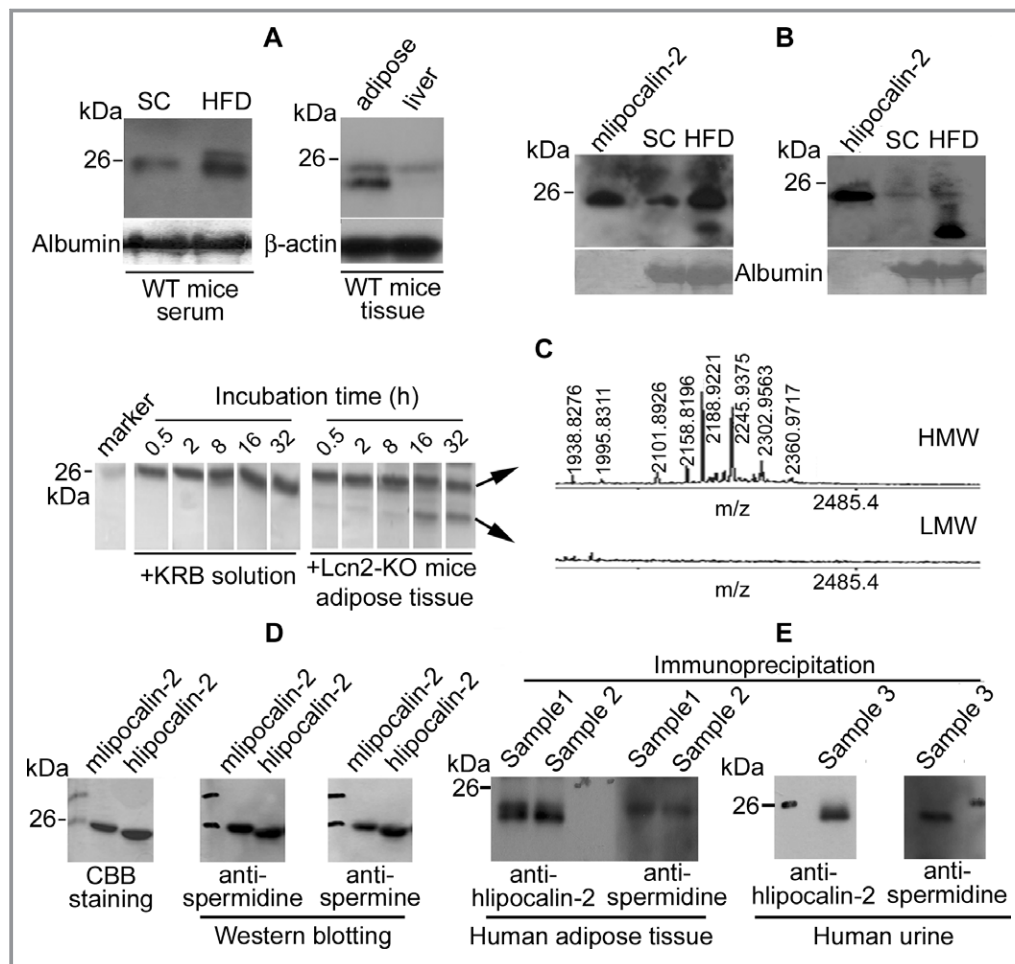 A
adipose
liver
SC HFD
kDa
26
Albumin
WT mice
serum
kDa
26
β-actin
WT mice
tissue
B
mlipocalin-2
SC HFD
kDa
26
hlipocalin-2
SC HFD
kDa
26
Albumin
Incubation time (h)
marker
0.5 2 8 16 32 0.5 2 8 16 32
26
kDa
+KRB solution
+Lcn2-KO mice
adipose tissue
C
1938.8276
1995.8311
2101.8926
2158.8196
2188.9221
2245.9375
2302.9563
2360.9717
HMW
m/z 2485.4
LMW
m/z 2485.4
D
mlipocalin-2 hlipocalin-2 mlipocalin-2 hlipocalin-2 mlipocalin-2 hlipocalin-2
kDa
26
CBB
staining
anti-
spermidine
anti-
spermine
Western blotting
E
Immunoprecipitation
Sample1 Sample 2 Sample1 Sample 2
kDa
26
anti-
hlipocalin-2
anti-
spermidine
Human adipose tissue
Sample 3 Sample 3
kDa
26
anti-
hlipocalin-2
anti-
spermidine
Human urine